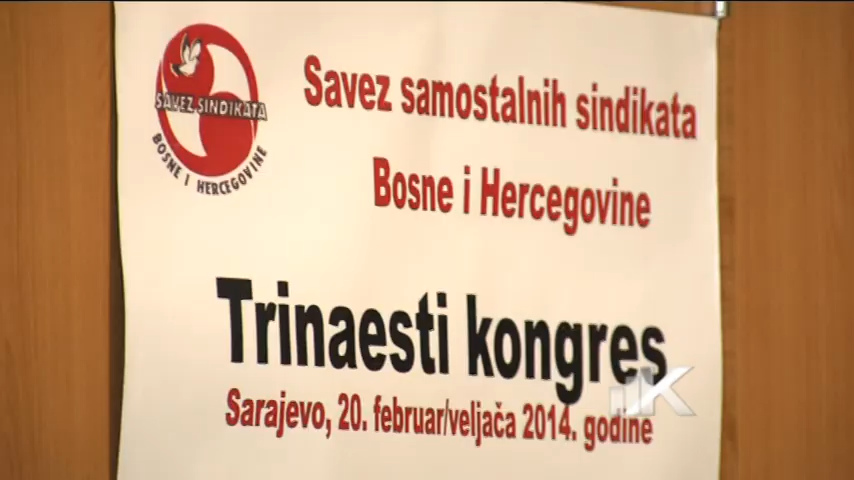 SAVEZ SINDIKATA
BOSNE I HERCEGOVINE
Savez samostalnih sindikata
Bosne i Hercegovine
Trinaesti kongres
Sarajevo, 20. februar/veljača 2014. godine
K